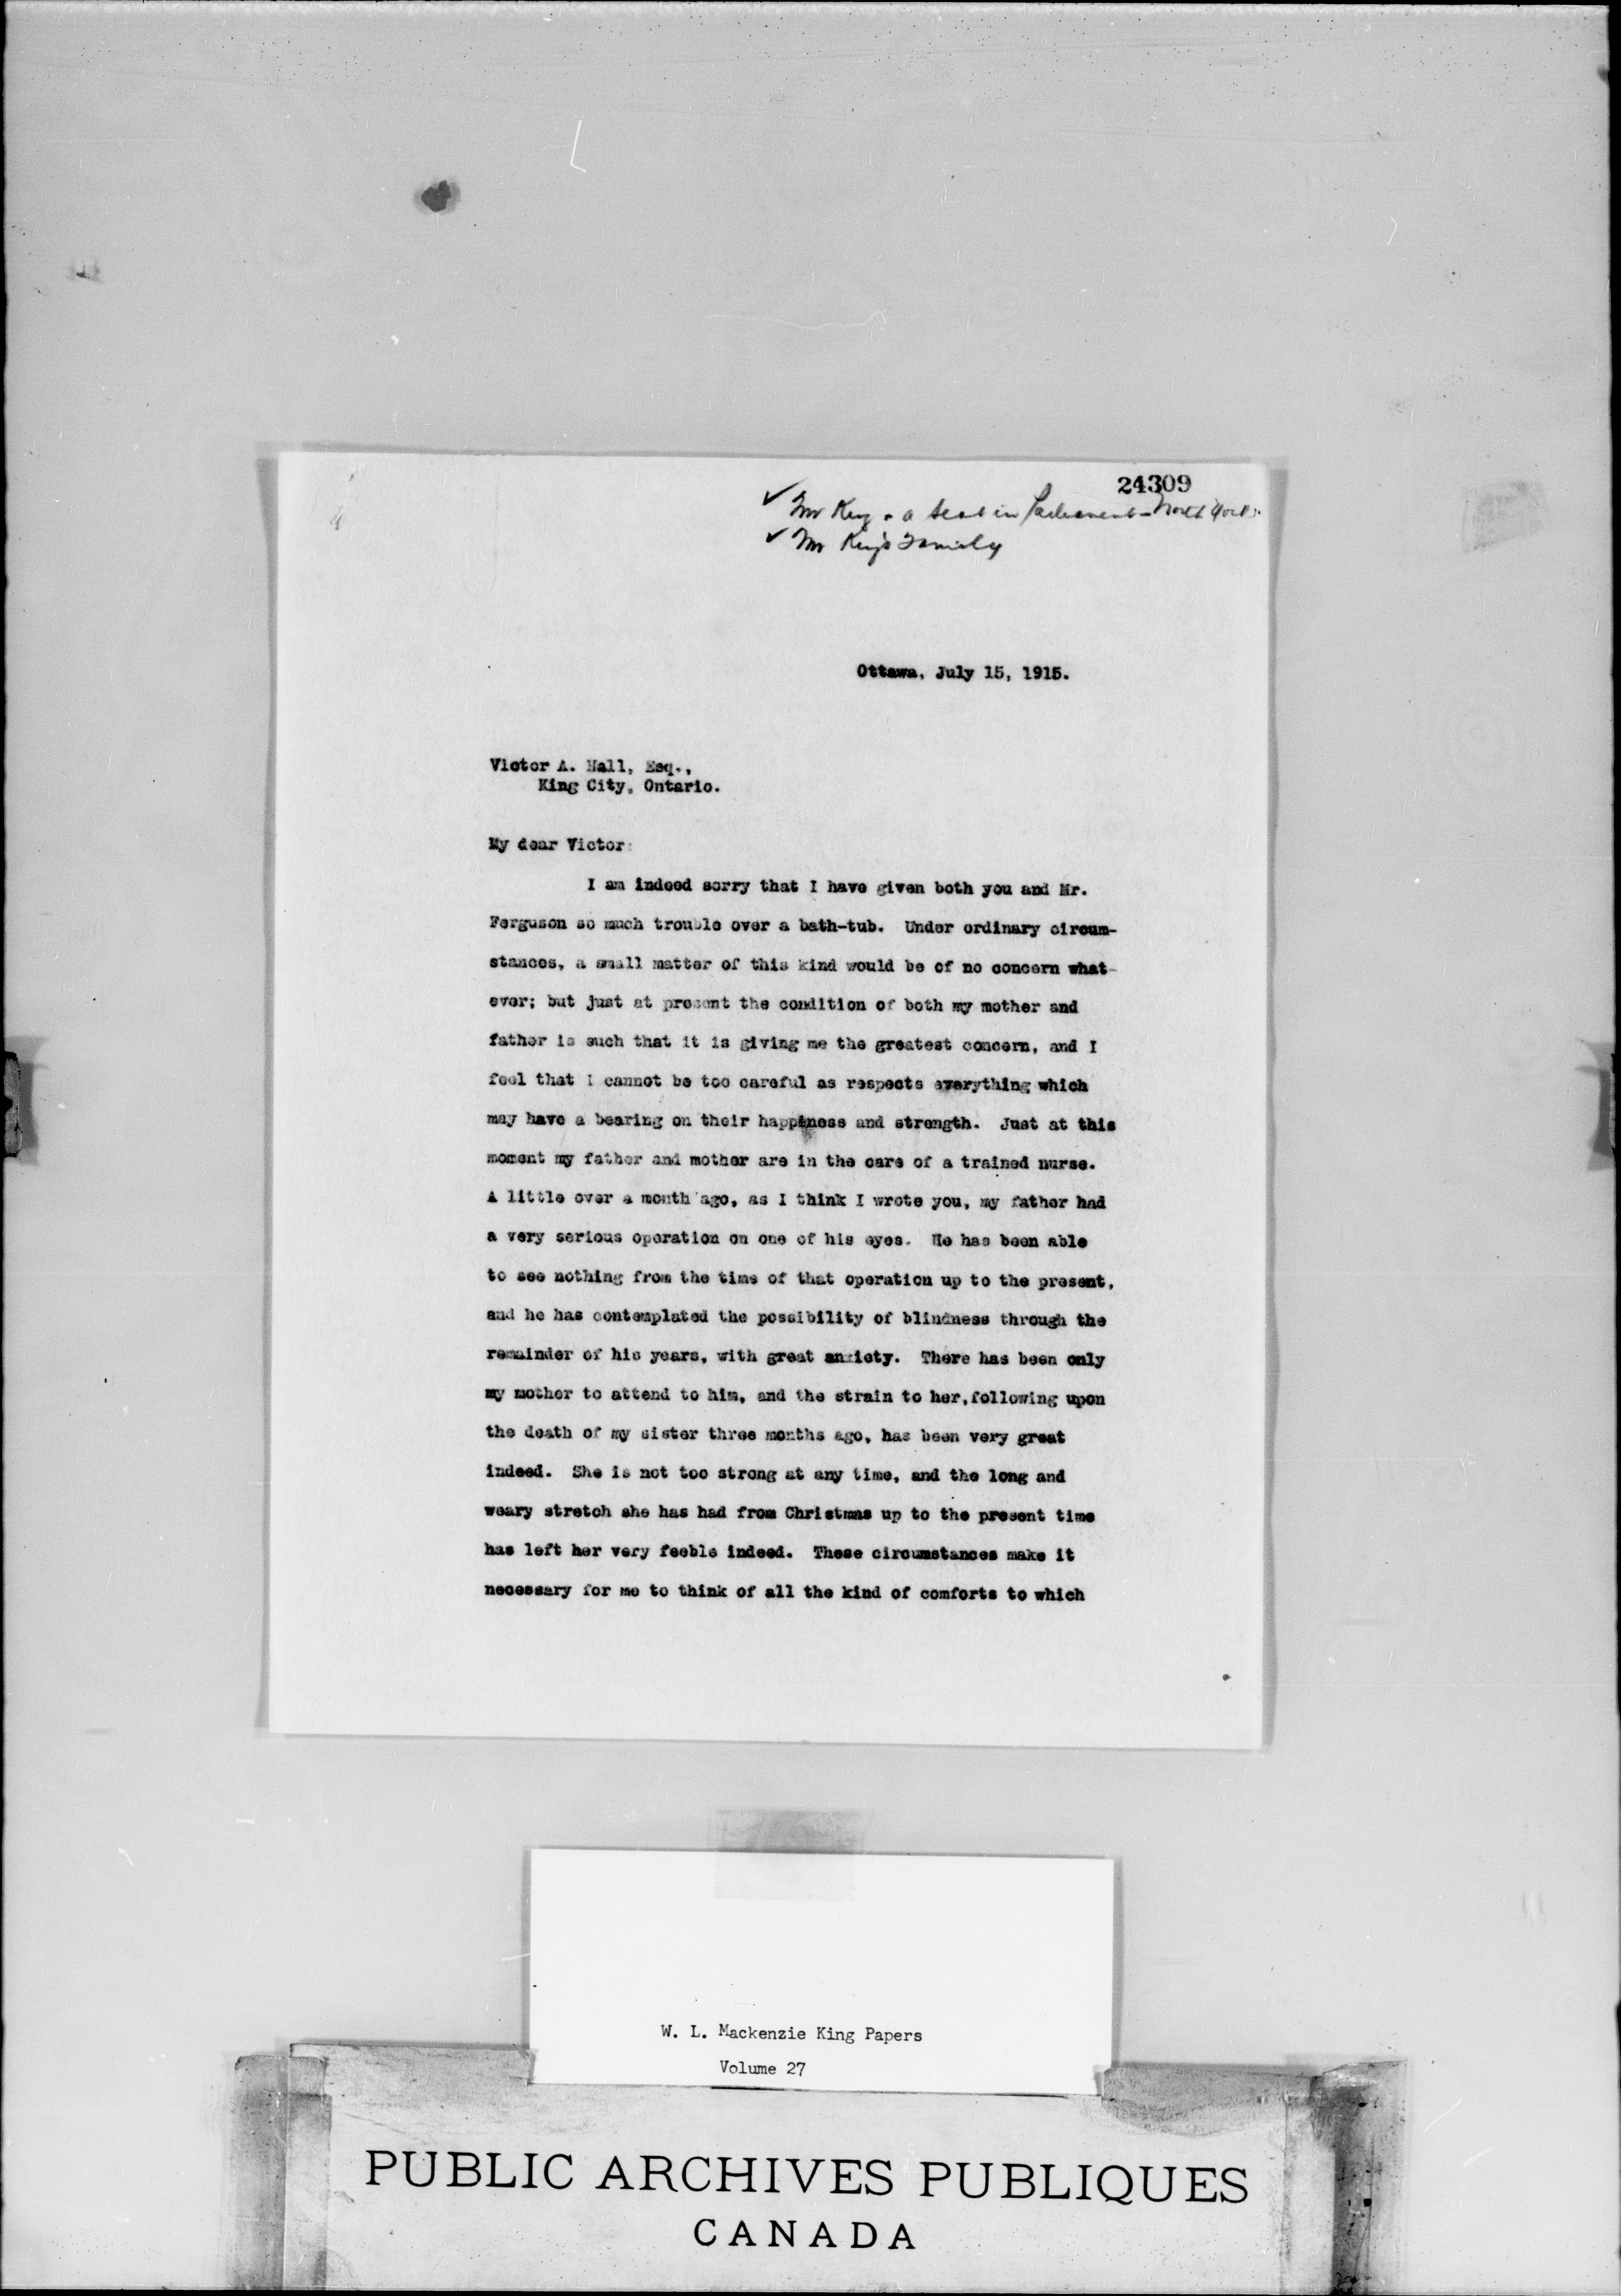 24309
✓ Mr King - a seat in Parliament - North York
✓ Mr King's Family
Ottawa, July 15, 1915.
Victor A. Hall, Esq.,
King City, Ontario.
My dear Victor:
I am indeed sorry that I have given both you and Mr.
Ferguson so much trouble over a bath-tub. Under ordinary circum-
stances, a small matter of this kind would be of no concern what-
ever; but just at present the condition of both my mother and
father is such that it is giving me the greatest concern, and I
feel that I cannot be too careful as respects everything which
may have a bearing on their happiness and strength. Just at this
moment my father and mother are in the care of a trained nurse.
A little over a month ago, as I think I wrote you, my father had
a very serious operation on one of his eyes. He has been able
to see nothing from the time of that operation up to the present,
and he has contemplated the possibility of blindness through the
remainder of his years, with great anxiety. There has been only
my mother to attend to him, and the strain to her, following upon
the death of my sister three months ago, has been very great
indeed. She is not too strong at any time, and the long and
weary stretch she has had from Christmas up to the present time
has left her very feeble indeed. These circumstances make it
necessary for me to think of all the kind of comforts to which
W. L. Mackenzie King Papers
Volume 27
PUBLIC ARCHIVES PUBLIQUES
CANADA